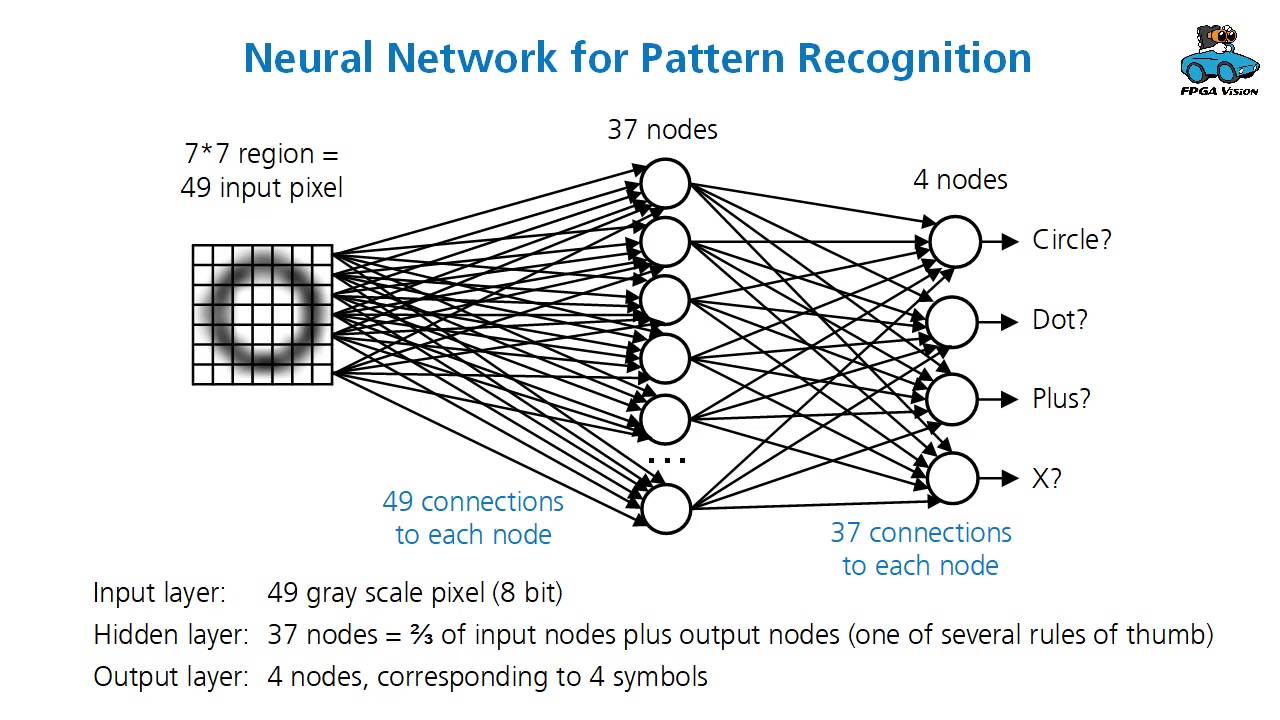 Neural Network for Pattern Recognition
FPGA Vision
37 nodes
7*7 region =
49 input pixel
4 nodes
Circle?
Dot?
Plus?
X?
...
49 connections
to each node
37 connections
to each node
Input layer: 49 gray scale pixel (8 bit)
Hidden layer: 37 nodes = ⅔ of input nodes plus output nodes (one of several rules of thumb)
Output layer: 4 nodes, corresponding to 4 symbols